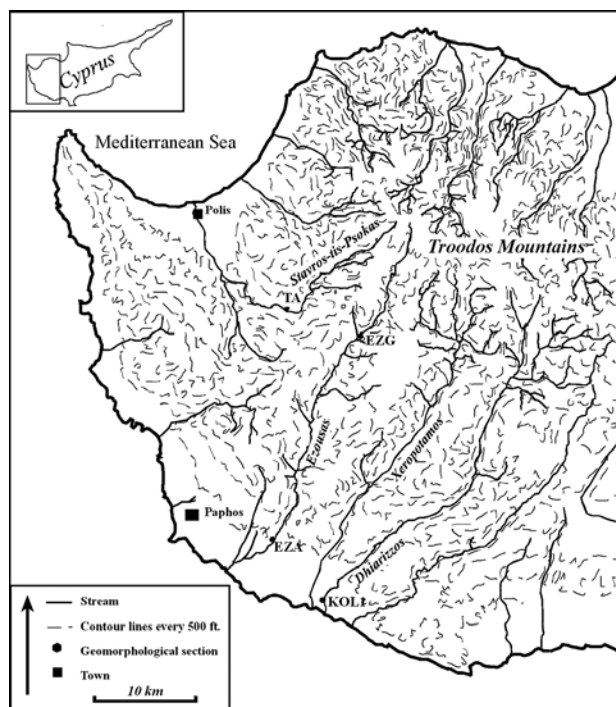 Cyprus
Mediterranean Sea
Polis
Stavros-tis-Psokas
Troodos Mountains
TA
EZG
Ezousas
Xeropotamos
Paphos
EZA
Dhiarizzos
KOL1
Stream
Contour lines every 500 ft.
Geomorphological section
Town
10 km